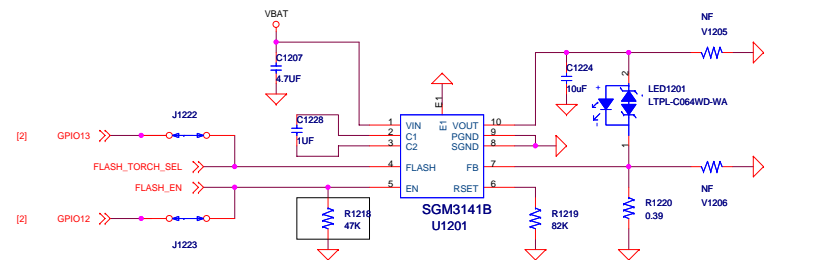 VBAT
NF
V1205
C1207
4.7UF
C1224
10uF
LED1201
LTPL-C064WD-WA
+
-
2
1
J1222
C1228
1UF
E1
E1
[2] GPIO13
FLASH_TORCH_SEL
FLASH_EN
[2] GPIO12
J1223
1 VIN VOUT 10
2 C1 PGND 9
3 C2 SGND 8
4 FLASH FB 7
5 EN RSET 6
SGM3141B
U1201
R1218
47K
R1219
82K
R1220
0.39
NF
V1206